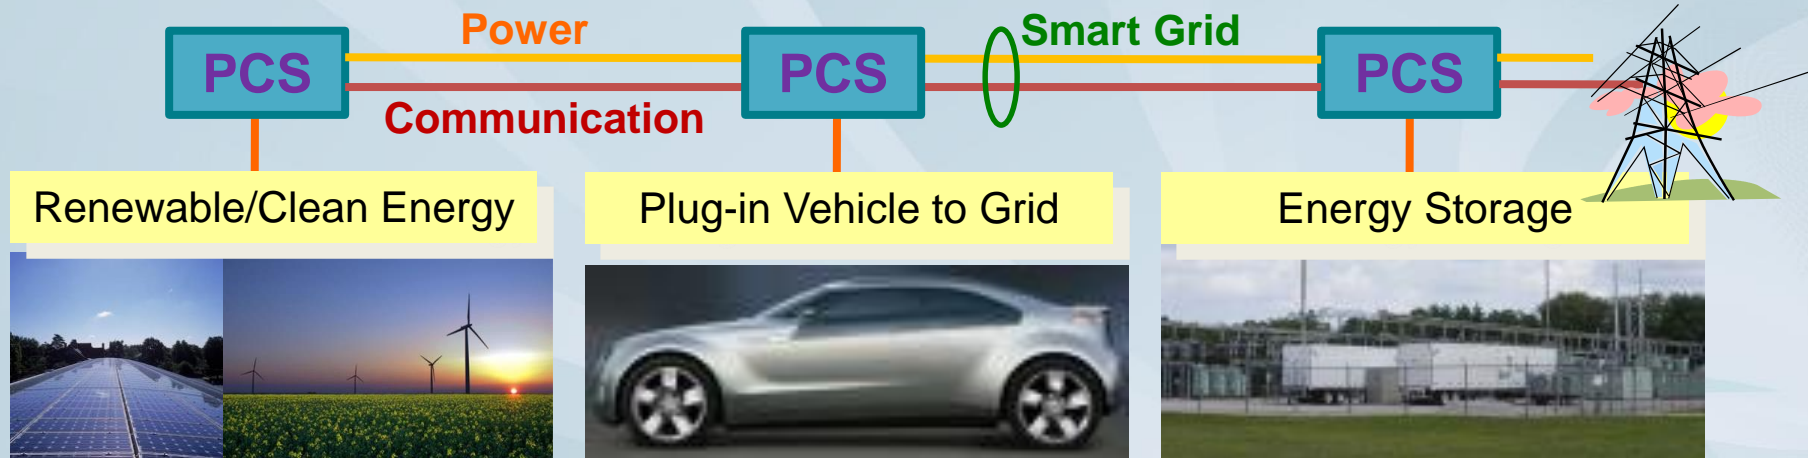 Power
Smart Grid
PCS
PCS
PCS
Communication
Renewable/Clean Energy
Plug-in Vehicle to Grid
Energy Storage